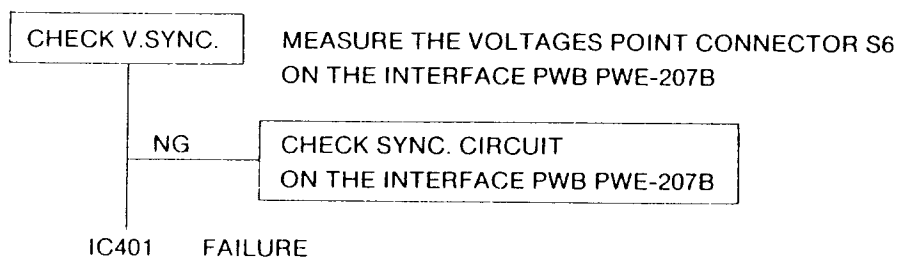 CHECK V.SYNC.
MEASURE THE VOLTAGES POINT CONNECTOR S6
ON THE INTERFACE PWB PWE-207B
NG
CHECK SYNC. CIRCUIT
ON THE INTERFACE PWB PWE-207B
IC401 FAILURE